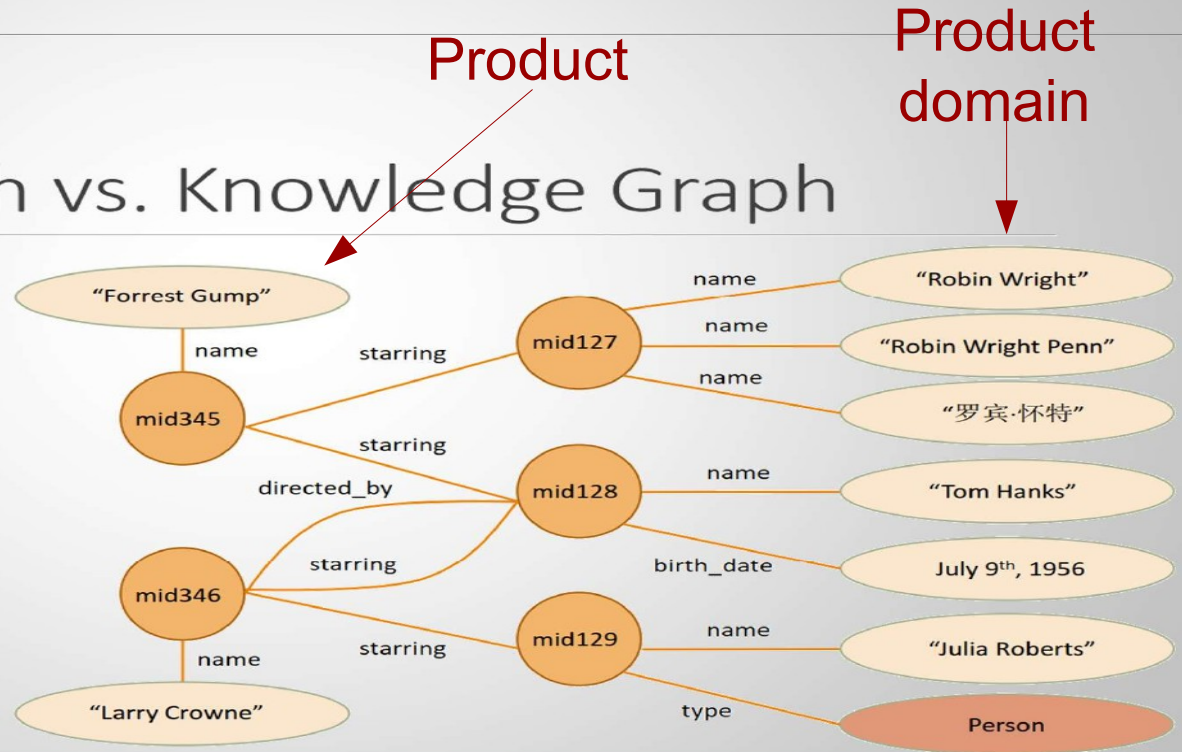 Product
Product
domain
vs. Knowledge Graph
"Forrest Gump"
name
mid345
starring
starring
directed_by
starring
mid346
name
starring
"Larry Crowne"
mid127
name
"Robin Wright"
name
"Robin Wright Penn"
name
"罗宾·怀特"
mid128
name
"Tom Hanks"
birth_date
July 9th, 1956
mid129
name
"Julia Roberts"
type
Person